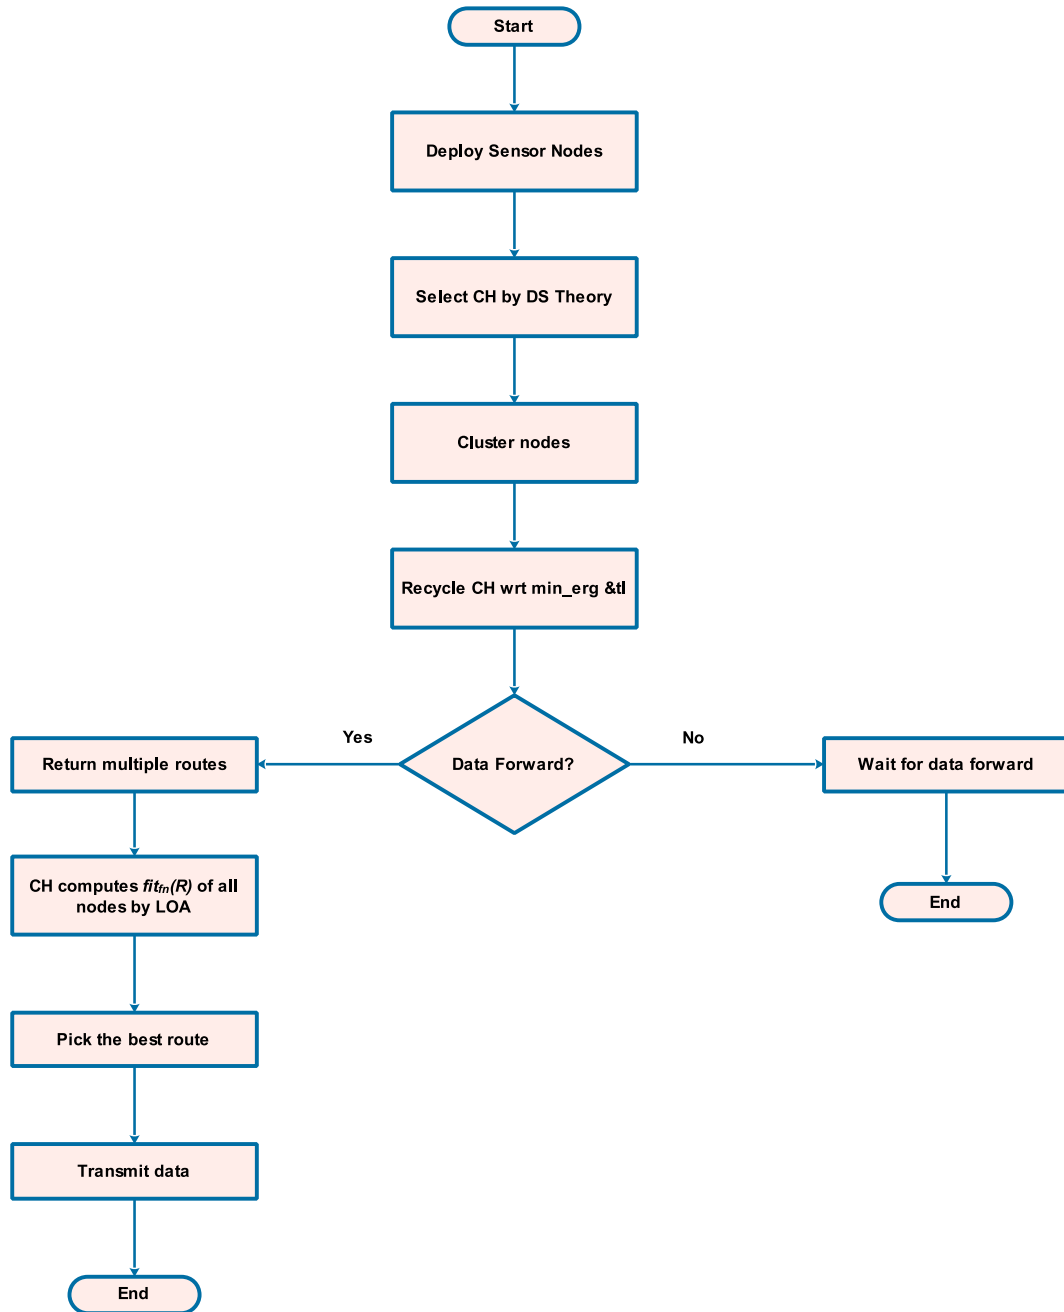 Start
Deploy Sensor Nodes
Select CH by DS Theory
Cluster nodes
Recycle CH wrt min_erg &tl
Data Forward?
Yes
No
Return multiple routes
Wait for data forward
CH computes fitfn(R) of all
nodes by LOA
End
Pick the best route
Transmit data
End